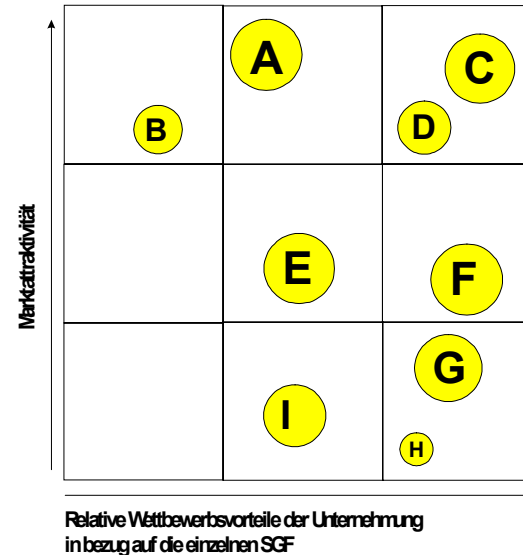 A
C
B
D
E
F
G
I
H
Marktattraktivität
Relative Wettbewerbsvorteile der Unternehmung
in bezug auf die einzelnen SGF